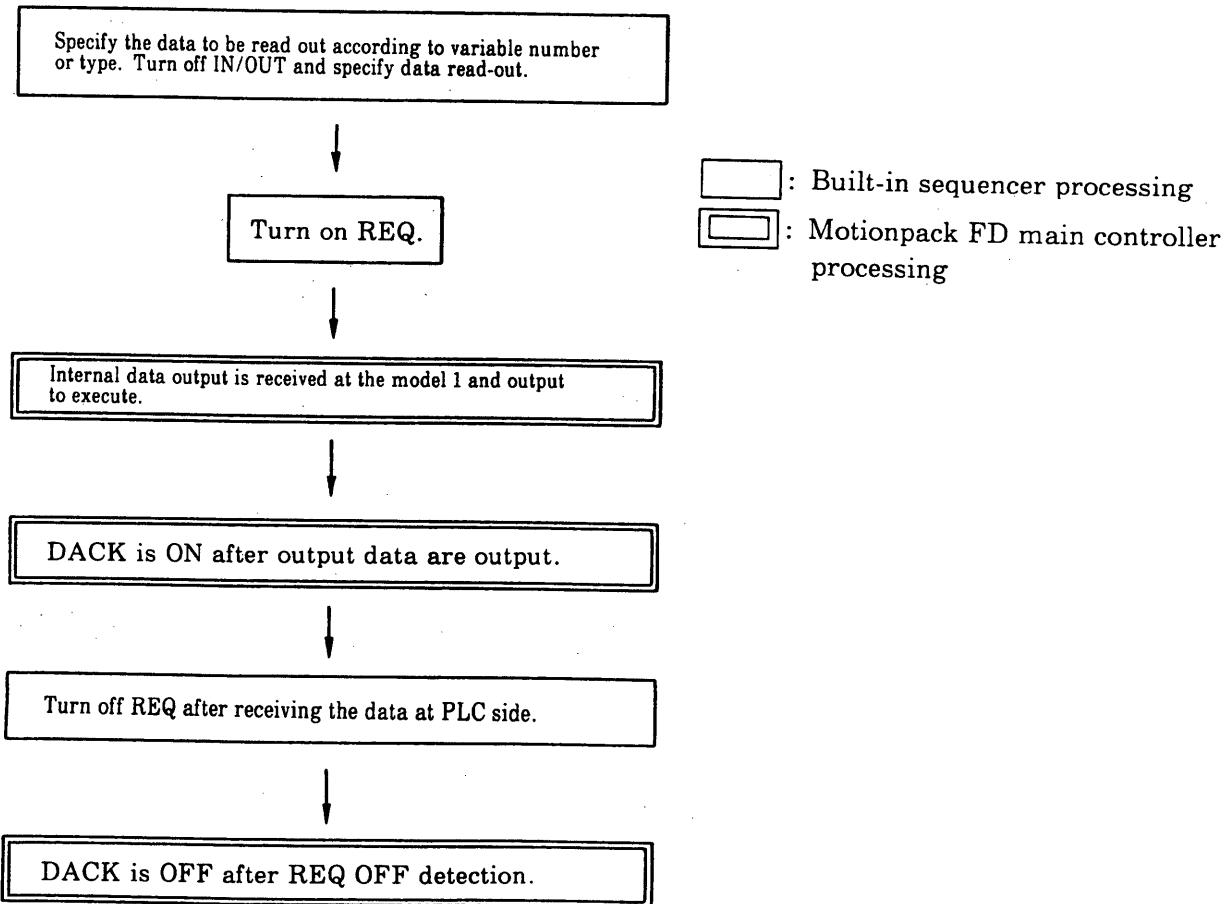 Specify the data to be read out according to variable number
or type. Turn off IN/OUT and specify data read-out.
Turn on REQ.
: Built-in sequencer processing
: Motionpack FD main controller
processing
Internal data output is received at the model 1 and output
to execute.
DACK is ON after output data are output.
Turn off REQ after receiving the data at PLC side.
DACK is OFF after REQ OFF detection.